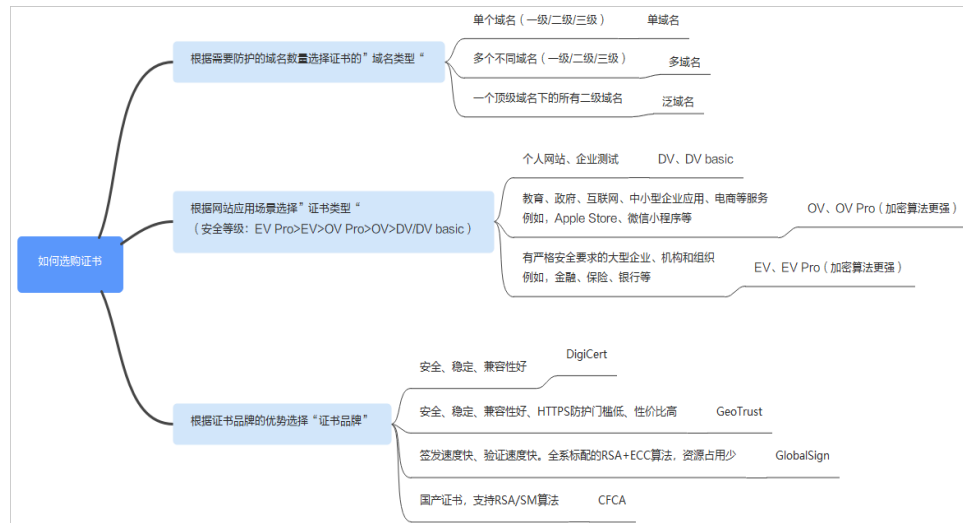 如何选购证书
根据需要防护的域名数量选择证书的”域名类型“
单个域名（一级/二级/三级）
单域名
多个不同域名（一级/二级/三级）
多域名
一个顶级域名下的所有二级域名
泛域名
根据网站应用场景选择”证书类型“
（安全等级：EV Pro>EV>OV Pro>OV>DV/DV basic）
个人网站、企业测试
DV、DV basic
教育、政府、互联网、中小型企业应用、电商等服务
例如，Apple Store、微信小程序等
OV、OV Pro（加密算法更强）
有严格安全要求的大型企业、机构和组织
例如，金融、保险、银行等
EV、EV Pro（加密算法更强）
根据证书品牌的优势选择“证书品牌”
安全、稳定、兼容性好
DigiCert
安全、稳定、兼容性好、HTTPS防护门槛低、性价比高
GeoTrust
签发速度快、验证速度快。全系标配的RSA+ECC算法，资源占用少
GlobalSign
国产证书，支持RSA/SM算法
CFCA